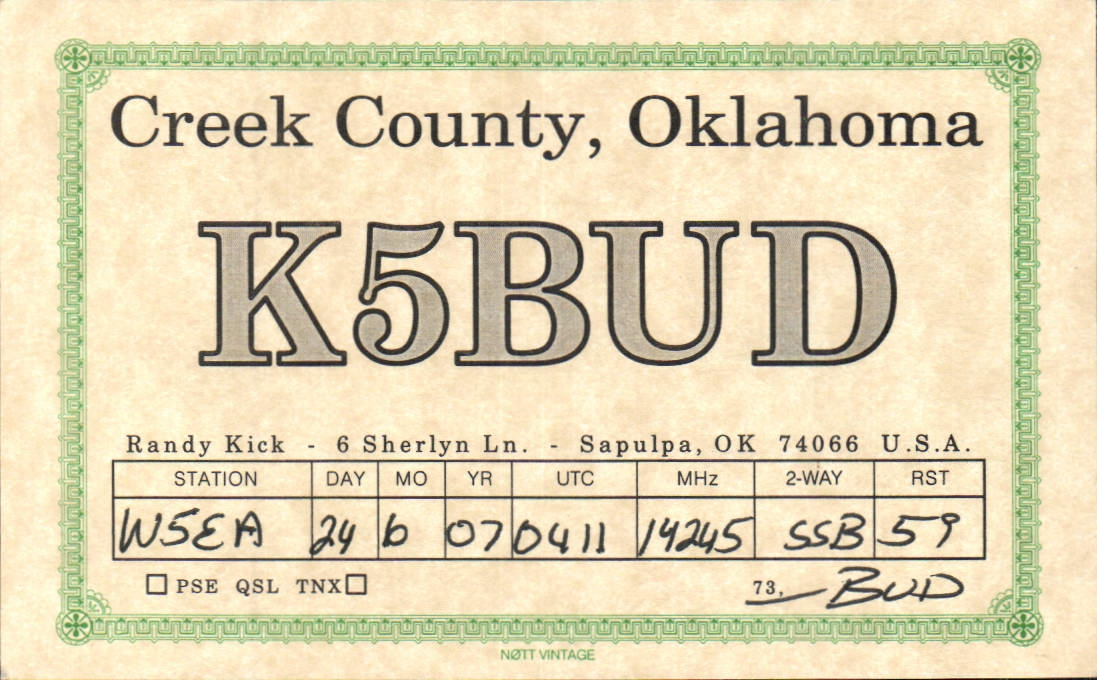 Creek County, Oklahoma
K5BUD
Randy Kick - 6 Sherlyn Ln. - Sapulpa, OK 74066 U.S.A.
STATION DAY MO YR UTC MHz 2-WAY RST
W5EA 24 6 07 0411 14245 SSB 59
PSE QSL TNX 73, BUD
NØTT VINTAGE